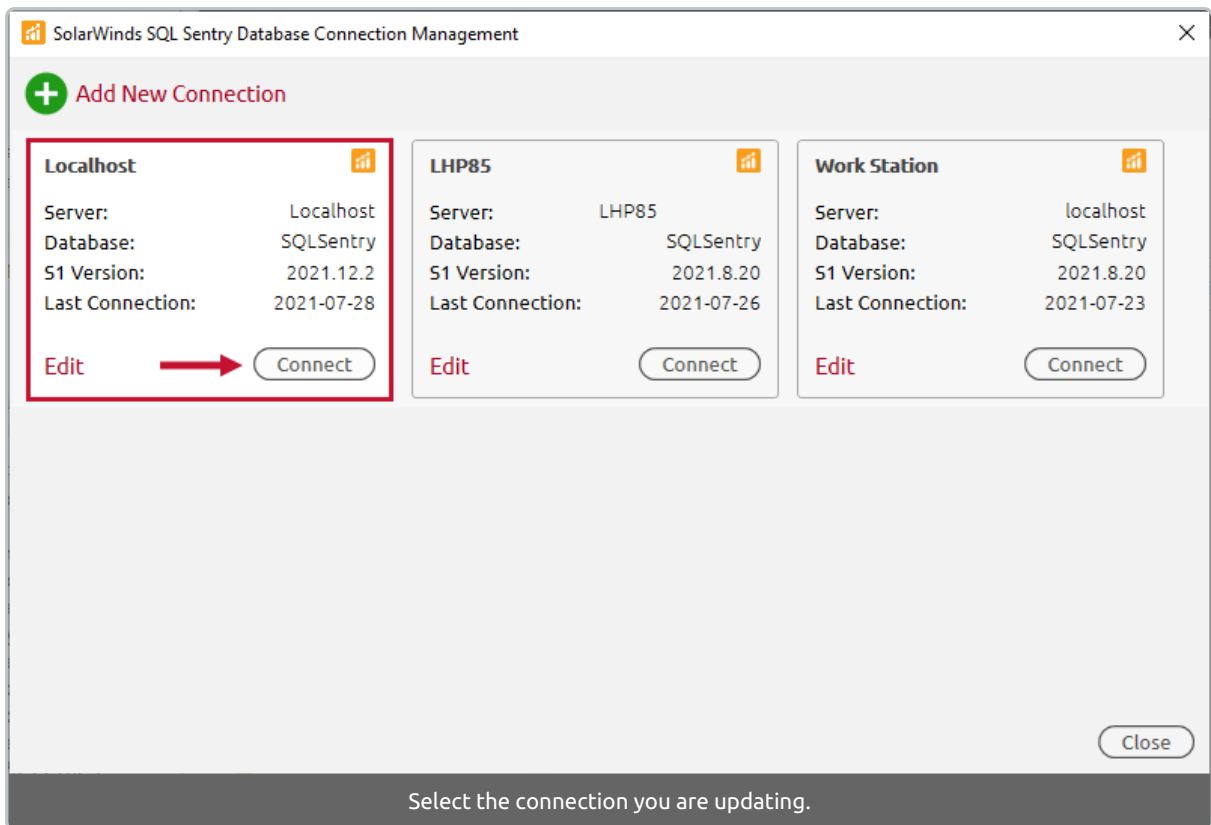 SolarWinds SQL Sentry Database Connection Management
Add New Connection
Localhost
Server: Localhost
Database: SQLSentry
S1 Version: 2021.12.2
Last Connection: 2021-07-28
Edit Connect
LHP85
Server: LHP85
Database: SQLSentry
S1 Version: 2021.8.20
Last Connection: 2021-07-26
Edit Connect
Work Station
Server: localhost
Database: SQLSentry
S1 Version: 2021.8.20
Last Connection: 2021-07-23
Edit Connect
Close
Select the connection you are updating.